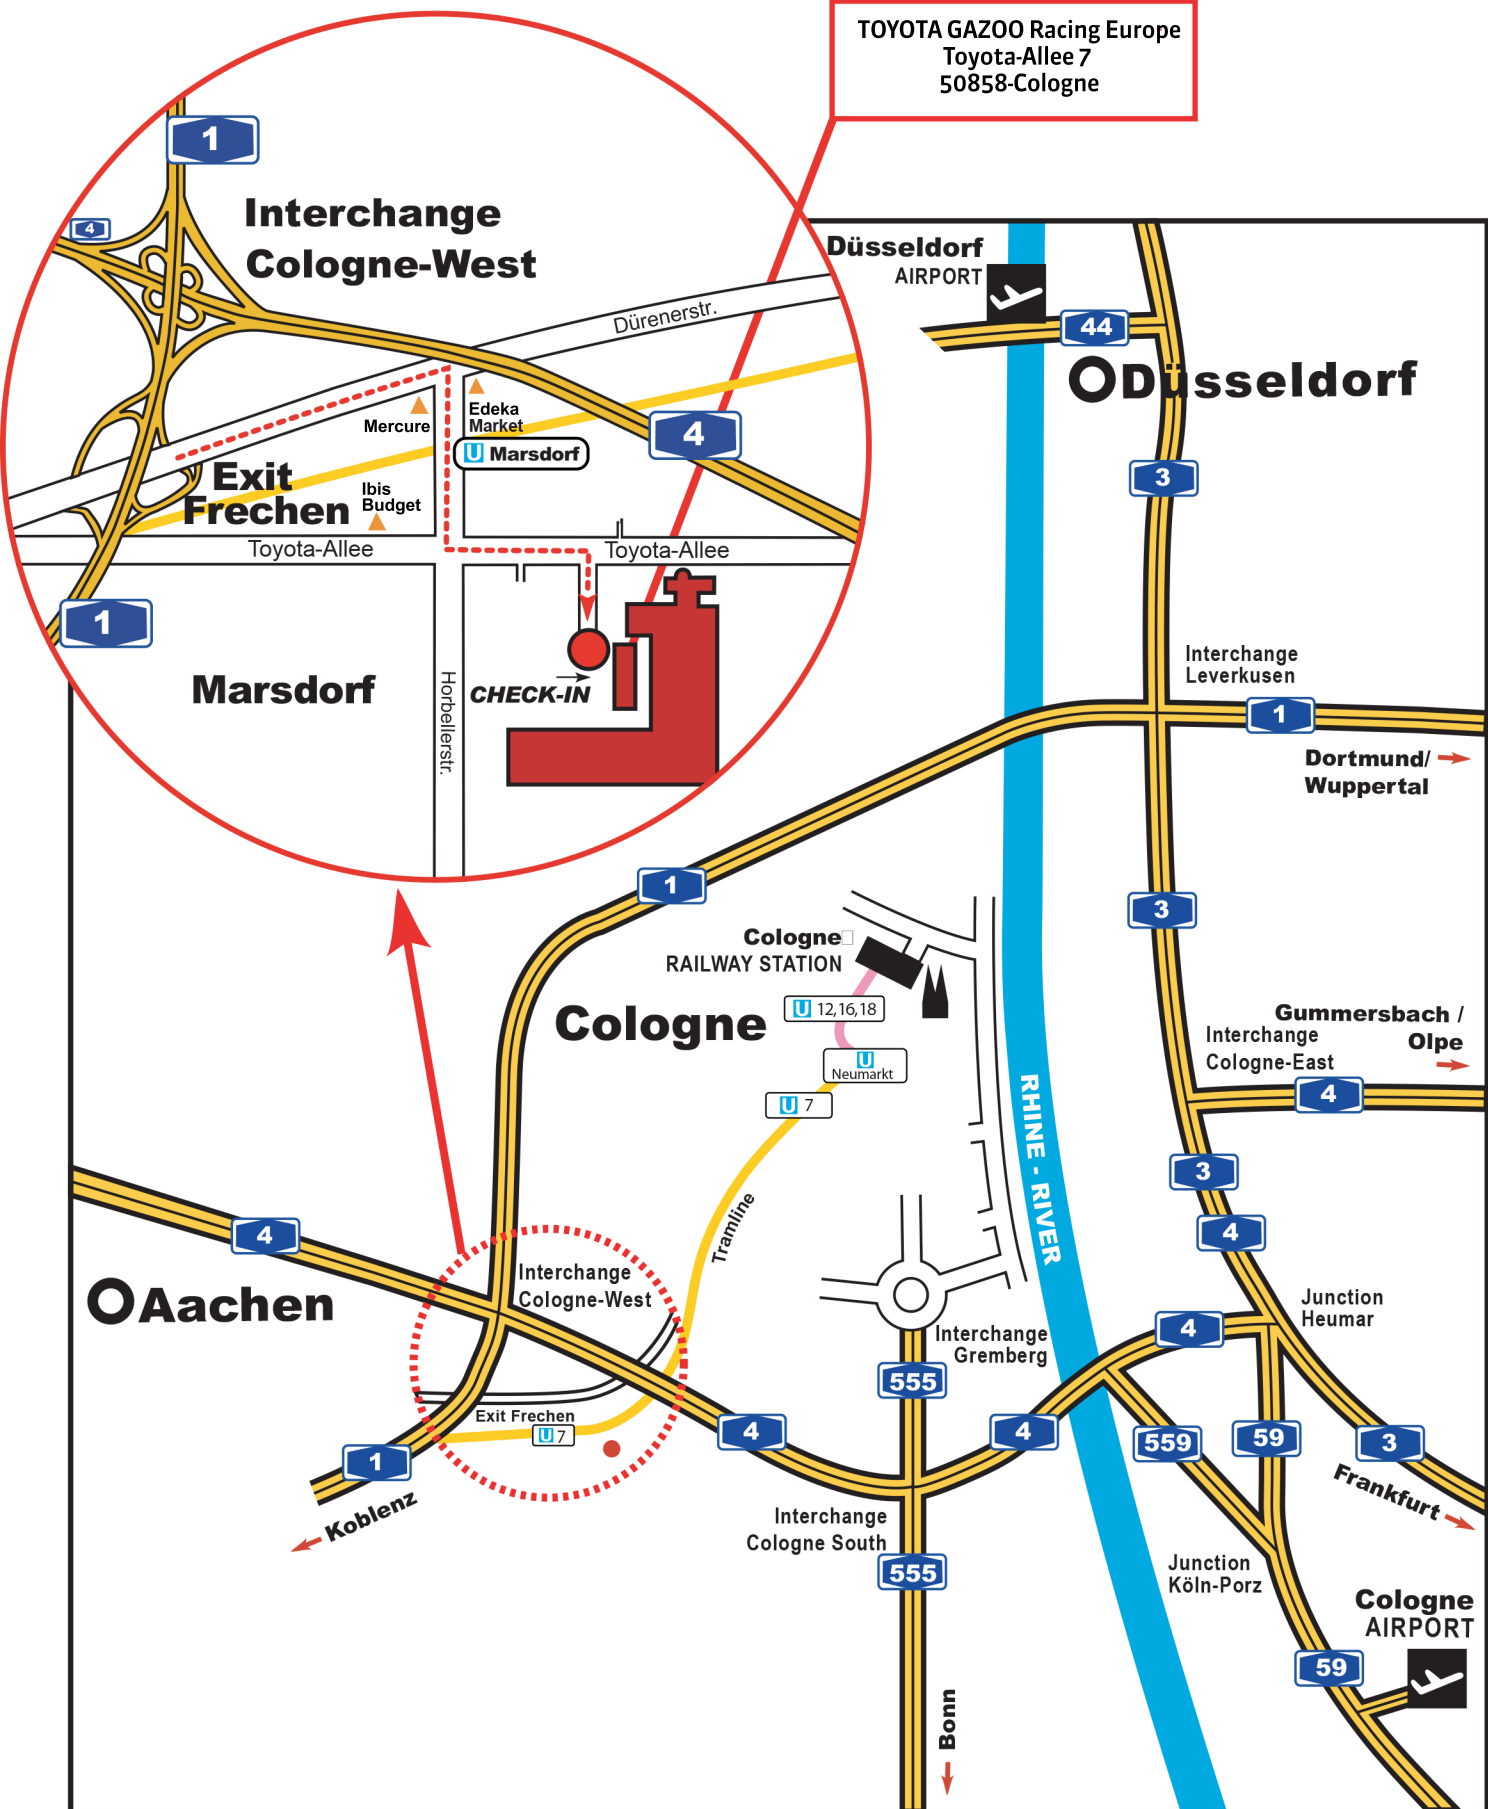 TOYOTA GAZOO Racing Europe
Toyota-Allee 7
50858-Cologne
1
4
Interchange
Cologne-West
Dürenerstr.
Mercure
Edeka
Market
U Marsdorf
4
Exit
Frechen
Ibis
Budget
Toyota-Allee
Toyota-Allee
1
Marsdorf
Horbellerstr.
CHECK-IN
Düsseldorf
AIRPORT
44
Düsseldorf
3
Interchange
Leverkusen
1
Dortmund/
Wuppertal
1
3
Cologne
RAILWAY STATION
U 12,16,18
Cologne
U
Neumarkt
U 7
Gummersbach /
Olpe
Interchange
Cologne-East
4
RHINE - RIVER
3
4
Tramline
4
Aachen
Interchange
Cologne-West
Junction
Heumar
4
Interchange
Gremberg
555
Exit Frechen
U 7
4
4
559
59
3
1
Koblenz
Frankfurt
Interchange
Cologne South
555
Junction
Köln-Porz
Cologne
AIRPORT
59
Bonn